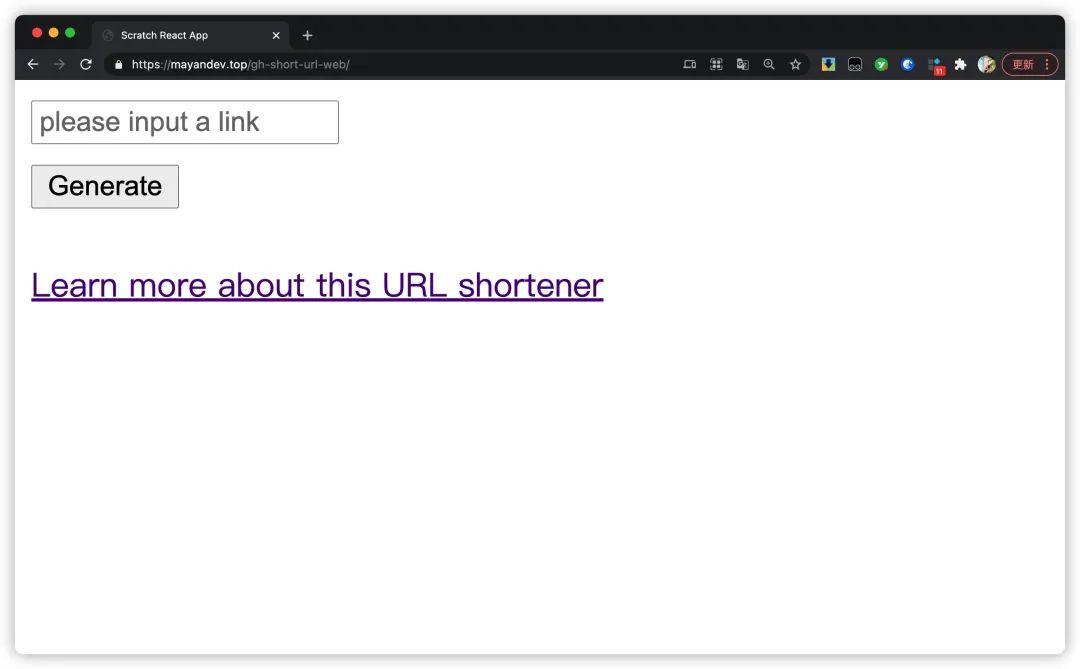 Scratch React App
https://mayandev.top/gh-short-url-web/
11
更新
please input a link
Generate
Learn more about this URL shortener